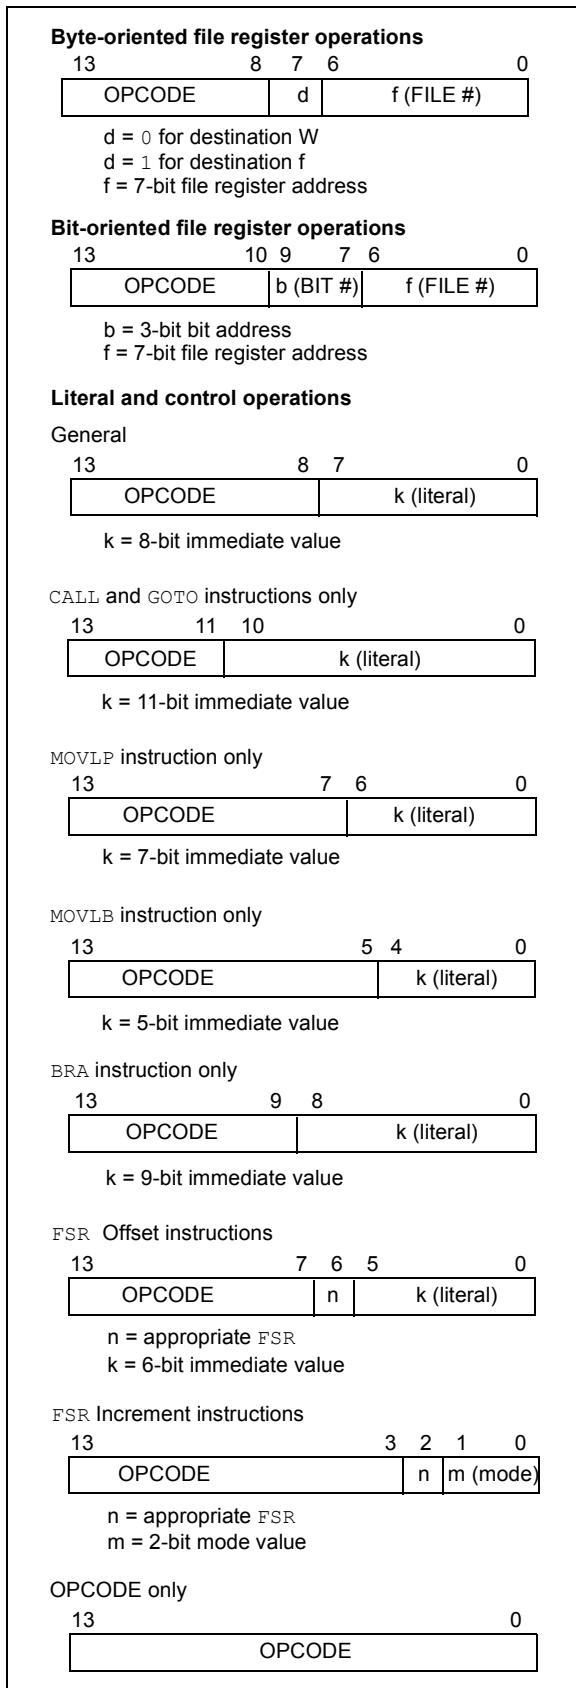 Byte-oriented file register operations
13 8 7 6 0
OPCODE d f (FILE #)
d = 0 for destination W
d = 1 for destination f
f = 7-bit file register address
Bit-oriented file register operations
13 10 9 7 6 0
OPCODE b (BIT #) f (FILE #)
b = 3-bit bit address
f = 7-bit file register address
Literal and control operations
General
13 8 7 0
OPCODE k (literal)
k = 8-bit immediate value
CALL and GOTO instructions only
13 11 10 0
OPCODE k (literal)
k = 11-bit immediate value
MOVLP instruction only
13 7 6 0
OPCODE k (literal)
k = 7-bit immediate value
MOVLB instruction only
13 5 4 0
OPCODE k (literal)
k = 5-bit immediate value
BRA instruction only
13 9 8 0
OPCODE k (literal)
k = 9-bit immediate value
FSR Offset instructions
13 7 6 5 0
OPCODE n k (literal)
n = appropriate FSR
k = 6-bit immediate value
FSR Increment instructions
13 3 2 1 0
OPCODE n m (mode)
n = appropriate FSR
m = 2-bit mode value
OPCODE only
13 0
OPCODE